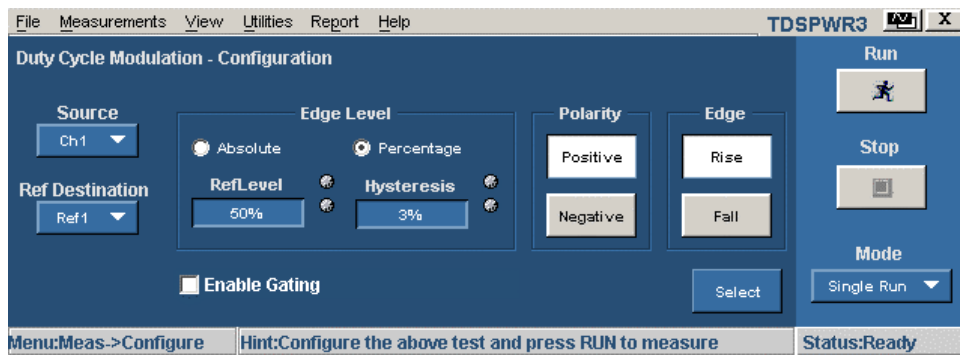 File Measurements View Utilities Report Help TDSPWR3 X
Duty Cycle Modulation - Configuration
Run
Source
Ch1
Ref Destination
Ref1
Edge Level
Absolute Percentage
RefLevel Hysteresis
50% 3%
Polarity
Positive
Negative
Edge
Rise
Fall
Stop
Mode
Single Run
Enable Gating
Select
Menu:Meas->Configure Hint:Configure the above test and press RUN to measure Status:Ready